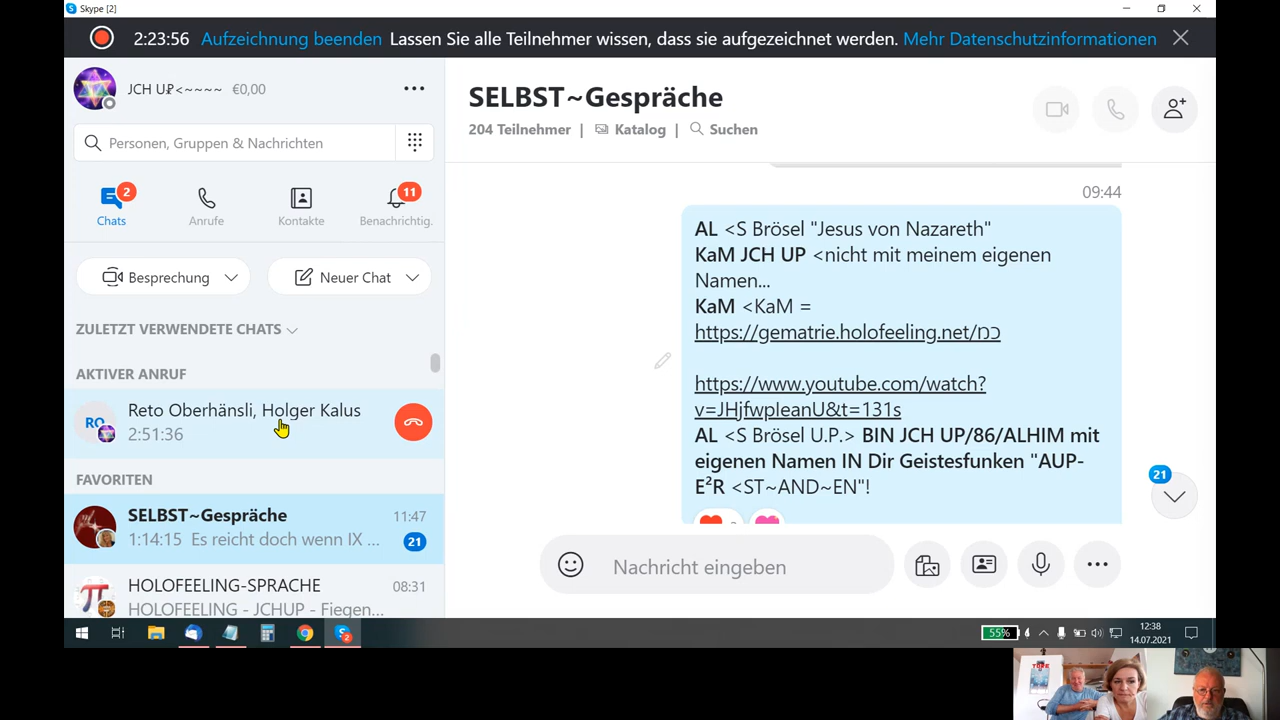 Skype [2]
2:23:56 Aufzeichnung beenden Lassen Sie alle Teilnehmer wissen, dass sie aufgezeichnet werden. Mehr Datenschutzinformationen
JCH UP<~~~~ €0,00
Personen, Gruppen & Nachrichten
2
11
Chats Anrufe Kontakte Benachrichtig.
Besprechung Neuer Chat
ZULETZT VERWENDETE CHATS
AKTIVER ANRUF
RO
Reto Oberhänsli, Holger Kalus
2:51:36
FAVORITEN
SELBST~Gespräche 11:47
1:14:15 Es reicht doch wenn IX ... 21
HOLOFEELING-SPRACHE 08:31
HOLOFEELING - JCHUP - Fiegen...
SELBST~Gespräche
204 Teilnehmer | Katalog | Suchen
09:44
AL <S Brösel "Jesus von Nazareth"
KaM JCH UP <nicht mit meinem eigenen
Namen...
KaM <KaM =
https://gematrie.holofeeling.net/כמ
https://www.youtube.com/watch?
v=JHjfwpleanU&t=131s
AL <S Brösel U.P.> BIN JCH UP/86/ALHIM mit
eigenen Namen IN Dir Geistesfunken "AUP-
E²R <ST~AND~EN"!
21
Nachricht eingeben
55%
12:38
14.07.2021